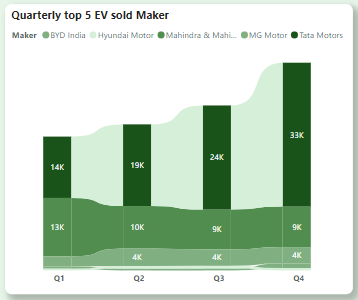 Quarterly top 5 EV sold Maker
Maker BYD India Hyundai Motor Mahindra & Mahi... MG Motor Tata Motors
14K 19K 24K 33K
13K 10K 9K 9K
4K 4K 4K
Q1 Q2 Q3 Q4